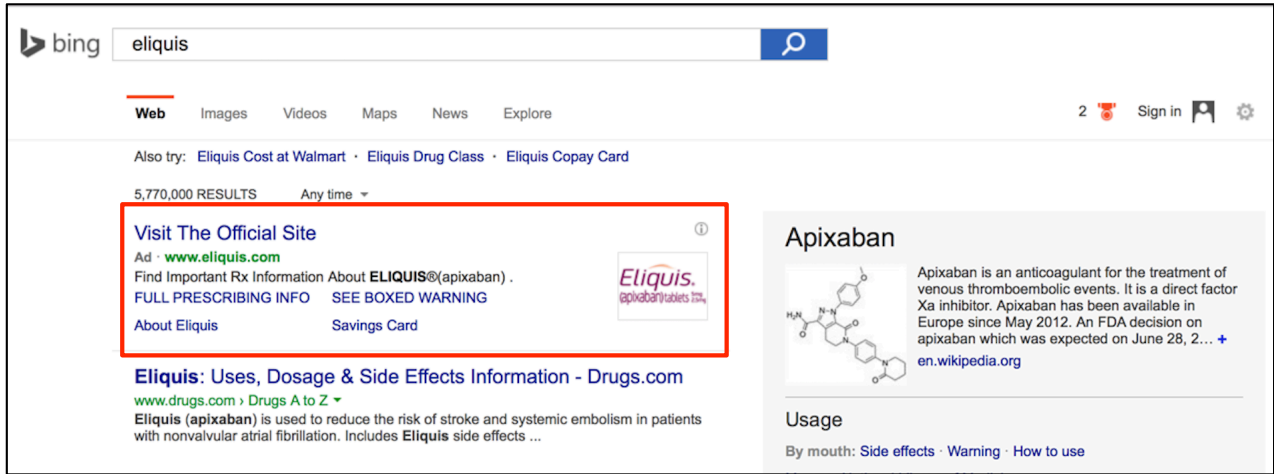 bing
eliquis
Web Images Videos Maps News Explore
2 Sign in
Also try: Eliquis Cost at Walmart · Eliquis Drug Class · Eliquis Copay Card
5,770,000 RESULTS Any time
Visit The Official Site
Ad · www.eliquis.com
Find Important Rx Information About ELIQUIS®(apixaban) .
FULL PRESCRIBING INFO SEE BOXED WARNING
About Eliquis Savings Card
Eliquis.
(apixaban) tablets
Eliquis: Uses, Dosage & Side Effects Information - Drugs.com
www.drugs.com › Drugs A to Z
Eliquis (apixaban) is used to reduce the risk of stroke and systemic embolism in patients
with nonvalvular atrial fibrillation. Includes Eliquis side effects ...
Apixaban
H₂N N N O O O N N O
Apixaban is an anticoagulant for the treatment of
venous thromboembolic events. It is a direct factor
Xa inhibitor. Apixaban has been available in
Europe since May 2012. An FDA decision on
apixaban which was expected on June 28, 2... +
en.wikipedia.org
Usage
By mouth: Side effects · Warning · How to use